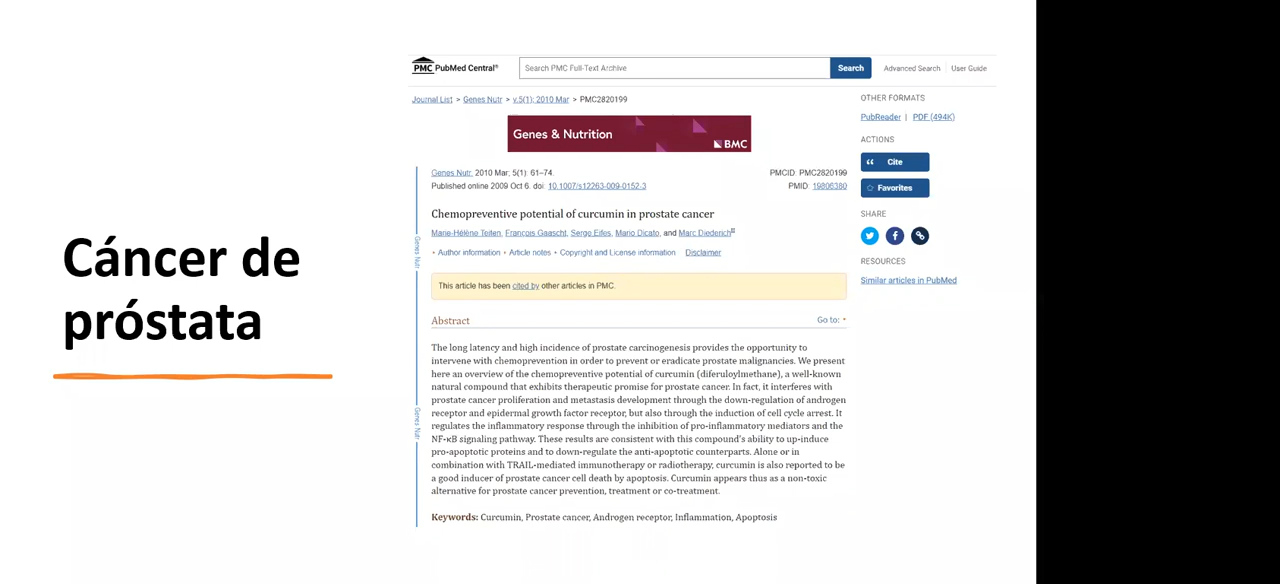 Cáncer de
próstata
PMC PubMed Central®
Search PMC Full-Text Archive
Search
Advanced Search
User Guide
Journal List > Genes Nutr > v.5(1); 2010 Mar > PMC2820199
Genes & Nutrition
BMC
Genes Nutr. 2010 Mar; 5(1): 61–74.
PMCID: PMC2820199
Published online 2009 Oct 6. doi: 10.1007/s12263-009-0152-3
PMID: 19806380
Chemopreventive potential of curcumin in prostate cancer
Marie-Hélène Teiten, François Gaascht, Serge Eifes, Mario Dicato, and Marc Diederich
Author information • Article notes • Copyright and License information Disclaimer
This article has been cited by other articles in PMC.
Abstract
Go to:
The long latency and high incidence of prostate carcinogenesis provides the opportunity to
intervene with chemoprevention in order to prevent or eradicate prostate malignancies. We present
here an overview of the chemopreventive potential of curcumin (diferuloylmethane), a well-known
natural compound that exhibits therapeutic promise for prostate cancer. In fact, it interferes with
prostate cancer proliferation and metastasis development through the down-regulation of androgen
receptor and epidermal growth factor receptor, but also through the induction of cell cycle arrest. It
regulates the inflammatory response through the inhibition of pro-inflammatory mediators and the
NF-κB signaling pathway. These results are consistent with this compound's ability to up-induce
pro-apoptotic proteins and to down-regulate the anti-apoptotic counterparts. Alone or in
combination with TRAIL-mediated immunotherapy or radiotherapy, curcumin is also reported to be
a good inducer of prostate cancer cell death by apoptosis. Curcumin appears thus as a non-toxic
alternative for prostate cancer prevention, treatment or co-treatment.
Keywords: Curcumin, Prostate cancer, Androgen receptor, Inflammation, Apoptosis
Genes Nutr
Genes Nutr
OTHER FORMATS
PubReader | PDF (494K)
ACTIONS
Cite
Favorites
SHARE
RESOURCES
Similar articles in PubMed